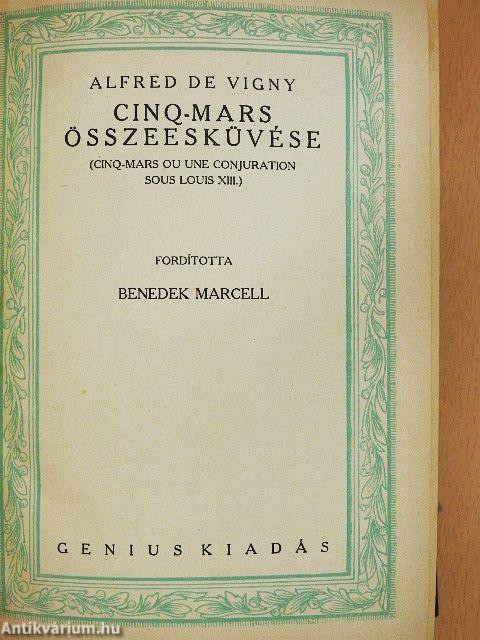 ALFRED DE VIGNY
CINQ-MARS
ÖSSZEESKÜVÉSE
(CINQ-MARS OU UNE CONJURATION
SOUS LOUIS XIII.)
FORDÍTOTTA
BENEDEK MARCELL
GENIUS KIADÁS
Antikvárium.hu